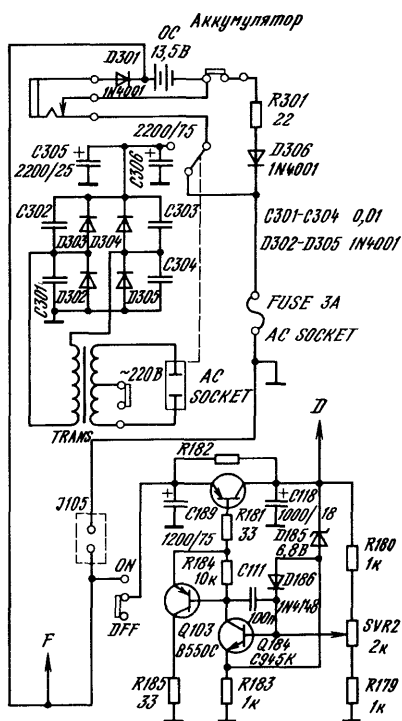 Аккумулятор
D301
ОС
13,5В
1N4001
R301
22
2200/75
C305
2200/25
C306
D306
1N4001
C302
C303
C301-C304 0,01
D303
D304
D302-D305 1N4001
C304
C301
D302
D305
FUSE 3A
AC SOCKET
~220В
AC
SOCKET
TRANS
D
R182
J105
C189
R181
33
C118
1000/18
1200/75
D185
6,8В
R180
1к
ON
R184
10к
C111
D186
100п
1N4148
DFF
SVR2
2к
Q103
B550C
Q184
C945K
F
R185
33
R183
1к
R179
1к